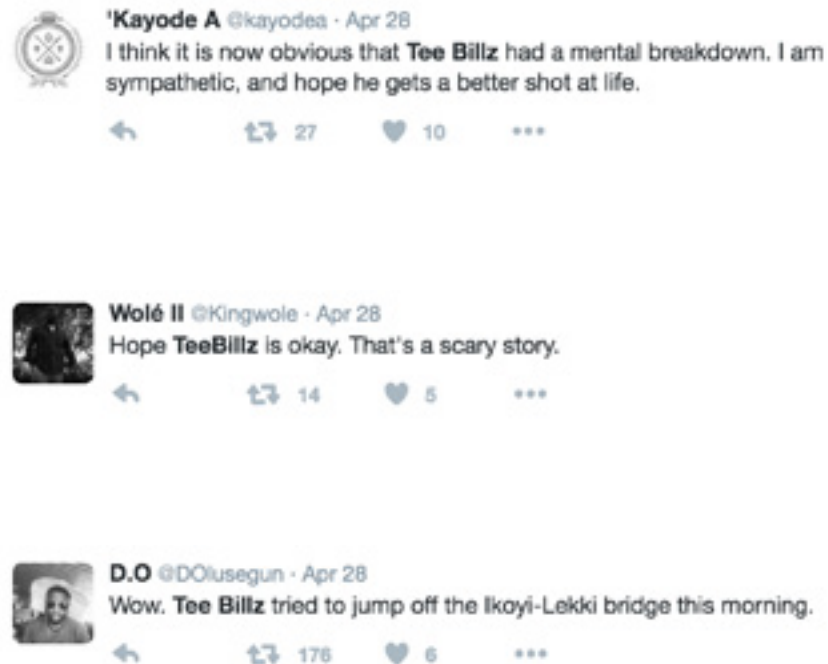 'Kayode A @kayodea · Apr 28
I think it is now obvious that Tee Billz had a mental breakdown. I am
sympathetic, and hope he gets a better shot at life.
27 10
Wolé II @Kingwole · Apr 28
Hope TeeBillz is okay. That's a scary story.
14 5
D.O @DOlusegun · Apr 28
Wow. Tee Billz tried to jump off the Ikoyi-Lekki bridge this morning.
176 6